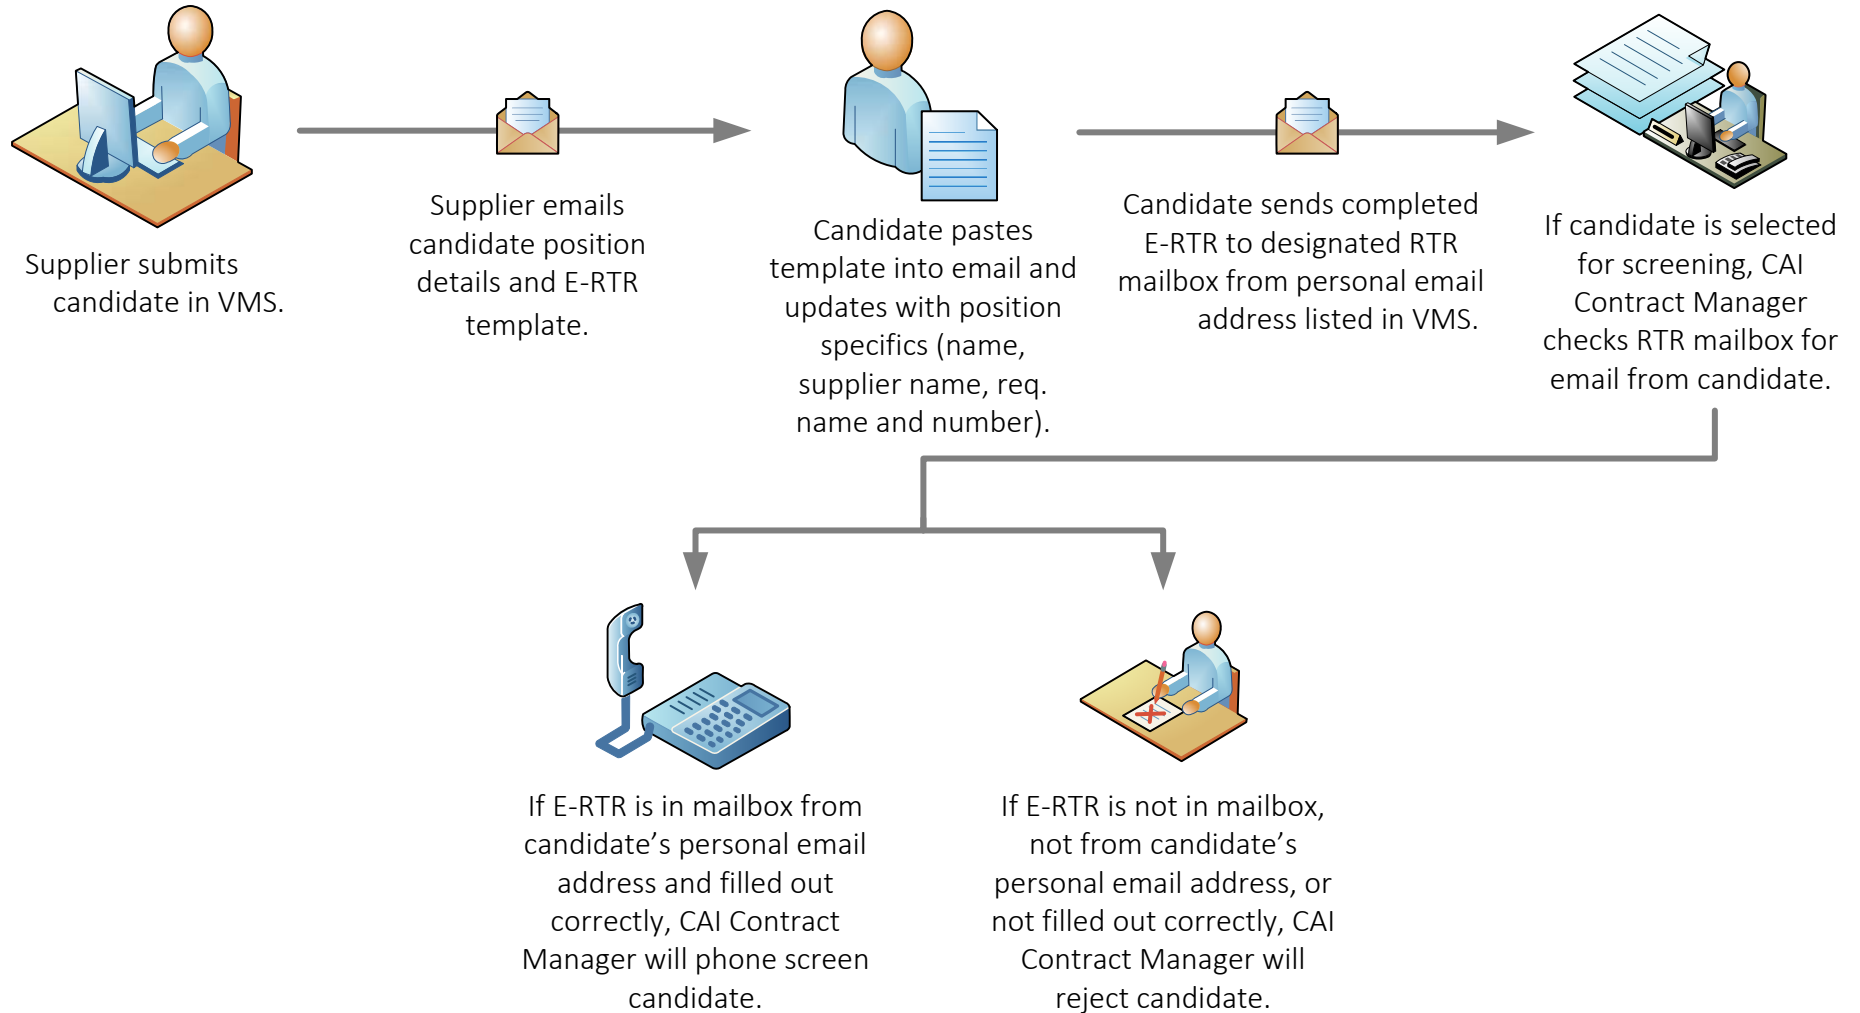 Supplier submits
candidate in VMS.
Supplier emails
candidate position
details and E-RTR
template.
Candidate pastes
template into email and
updates with position
specifics (name,
supplier name, req.
name and number).
Candidate sends completed
E-RTR to designated RTR
mailbox from personal email
address listed in VMS.
If candidate is selected
for screening, CAI
Contract Manager
checks RTR mailbox for
email from candidate.
If E-RTR is in mailbox from
candidate’s personal email
address and filled out
correctly, CAI Contract
Manager will phone screen
candidate.
If E-RTR is not in mailbox,
not from candidate’s
personal email address, or
not filled out correctly, CAI
Contract Manager will
reject candidate.